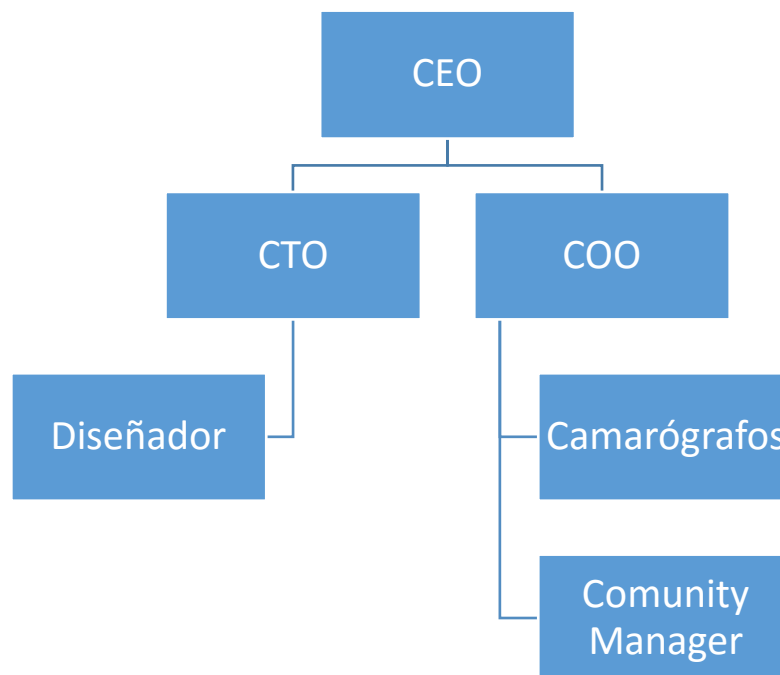 CEO
CTO
COO
Diseñador
Camarógrafos
Comunity
Manager